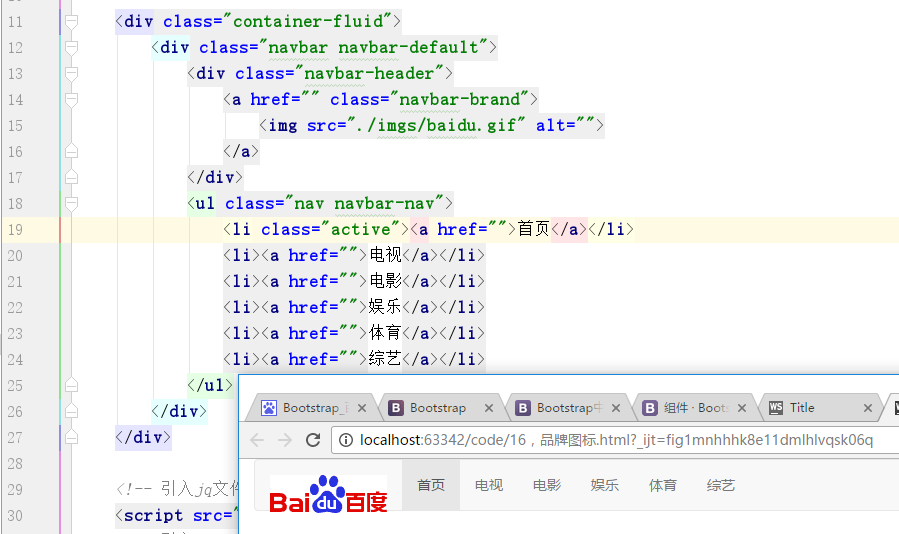 11 <div class="container-fluid">
12 <div class="navbar navbar-default">
13 <div class="navbar-header">
14 <a href="" class="navbar-brand">
15 <img src="./imgs/baidu.gif" alt="">
16 </a>
17 </div>
18 <ul class="nav navbar-nav">
19 <li class="active"><a href="">首页</a></li>
20 <li><a href="">电视</a></li>
21 <li><a href="">电影</a></li>
22 <li><a href="">娱乐</a></li>
23 <li><a href="">体育</a></li>
24 <li><a href="">综艺</a></li>
25 </ul>
26 </div>
27 </div>
28
29 <!-- 引入jq文件
30 <script src="
Bootstrap_ Bootstrap Bootstrap中 组件 · Boots WS Title
localhost:63342/code/16，品牌图标.html?_ijt=fig1mnhhhk8e11dmlhlvqsk06q
Bai du 百度 首页 电视 电影 娱乐 体育 综艺